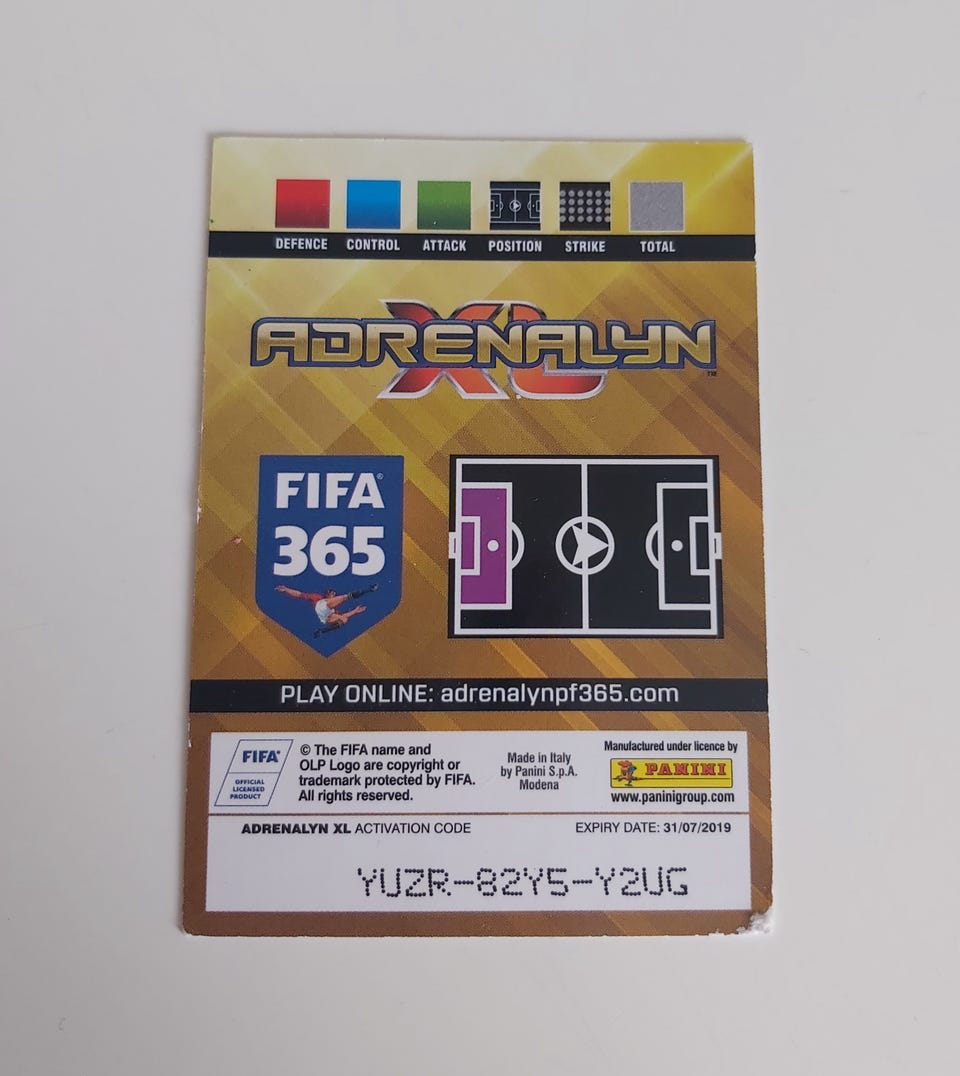 DEFENCE CONTROL ATTACK POSITION STRIKE TOTAL
ADRENALYN XL™
FIFA®
365
PLAY ONLINE: adrenalynpf365.com
FIFA®
OFFICIAL
LICENSED
PRODUCT
© The FIFA name and
OLP Logo are copyright or
trademark protected by FIFA.
All rights reserved.
Made in Italy
by Panini S.p.A.
Modena
Manufactured under licence by
PANINI
www.paninigroup.com
ADRENALYN XL ACTIVATION CODE
EXPIRY DATE: 31/07/2019
YUZR-82Y5-Y2UG